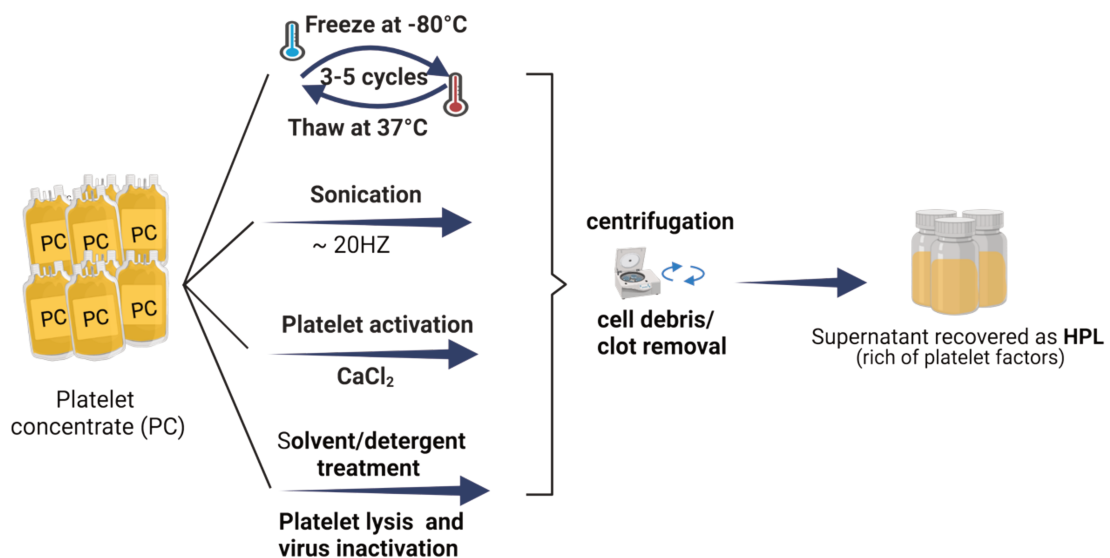 Freeze at -80°C
3-5 cycles
Thaw at 37°C
Sonication
~ 20HZ
Platelet activation
CaCl₂
Solvent/detergent
treatment
Platelet lysis and
virus inactivation
PC
PC
PC
PC
PC
PC
Platelet
concentrate (PC)
centrifugation
cell debris/
clot removal
Supernatant recovered as HPL
(rich of platelet factors)